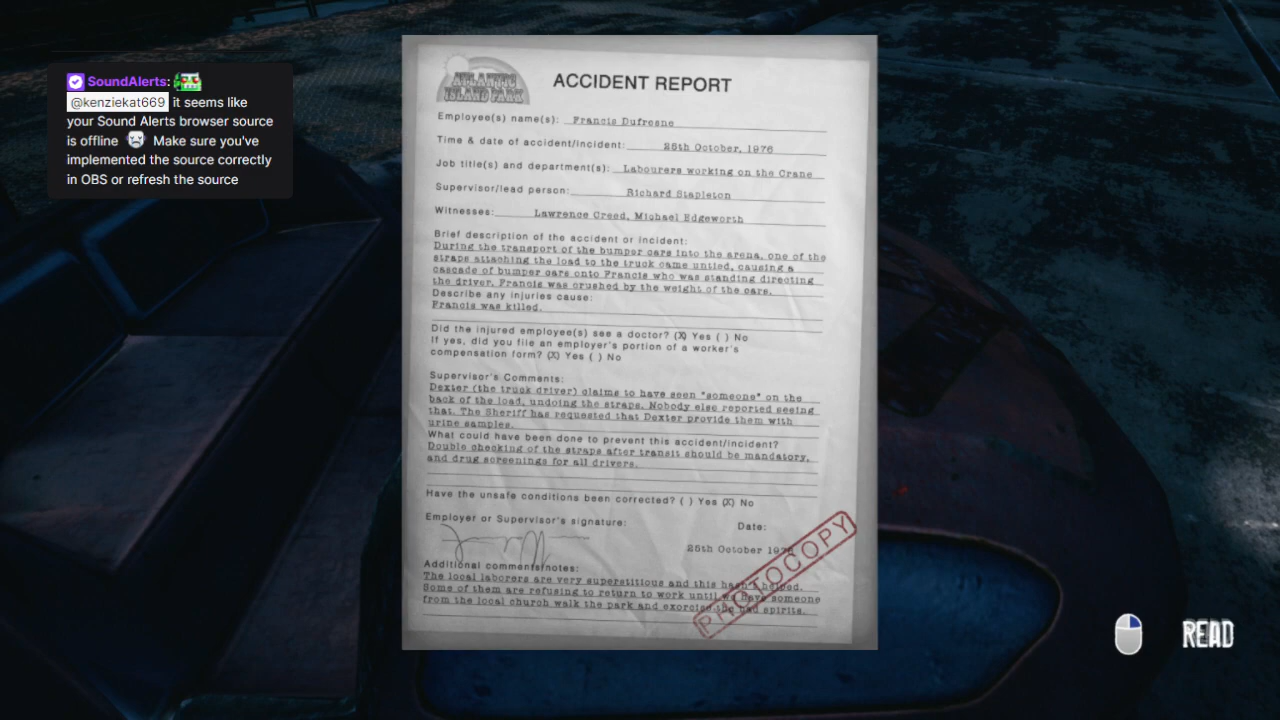 SoundAlerts:
@kenziekat669 it seems like
your Sound Alerts browser source
is offline Make sure you've
implemented the source correctly
in OBS or refresh the source
ATLANTIC
ISLAND PARK
ACCIDENT REPORT
Employee(s) name(s): Francis Dufresne
Time & date of accident/incident: 25th October, 1976
Job title(s) and department(s): Labourers working on the Crane
Supervisor/lead person: Richard Stapleton
Witnesses: Lawrence Creed, Michael Edgeworth
Brief description of the accident or incident:
During the transport of the bumper cars into the arena, one of the
straps attaching the load to the truck came untied, causing a
cascade of bumper cars onto Francis who was standing directing
the driver. Francis was crushed by the weight of the cars.
Describe any injuries cause:
Francis was killed.
Did the injured employee(s) see a doctor? (X) Yes ( ) No
If yes, did you file an employer's portion of a worker's
compensation form? (X) Yes ( ) No
Supervisor's Comments:
Dexter (the truck driver) claims to have seen "someone" on the
back of the load, undoing the straps. Nobody else reported seeing
that. The Sheriff has requested that Dexter provide them with
urine samples.
What could have been done to prevent this accident/incident?
Double checking of the straps after transit should be mandatory,
and drug screenings for all drivers.
Have the unsafe conditions been corrected? ( ) Yes (X) No
Employer or Supervisor's signature:
Date:
25th October 1976
Additional comments/notes:
The local laborers are very superstitious and this hasn't helped.
Some of them are refusing to return to work until we have someone
from the local church walk the park and exorcise the bad spirits.
PHOTOCOPY
READ